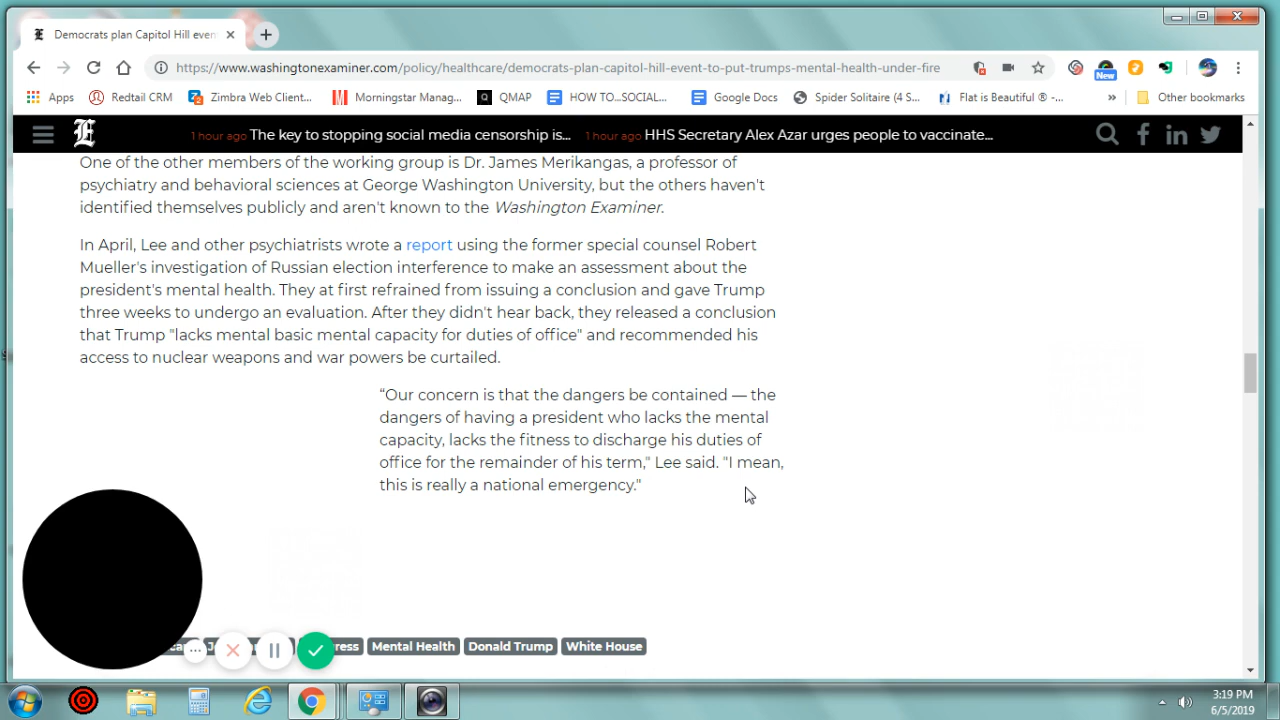 Democrats plan Capitol Hill even
https://www.washingtonexaminer.com/policy/healthcare/democrats-plan-capitol-hill-event-to-put-trumps-mental-health-under-fire
New
Apps Redtail CRM Zimbra Web Client... Morningstar Manag... QMAP HOW TO...SOCIAL... Google Docs Spider Solitaire (4 S... Flat is Beautiful ® -... » Other bookmarks
E 1 hour ago The key to stopping social media censorship is... 1 hour ago HHS Secretary Alex Azar urges people to vaccinate...
One of the other members of the working group is Dr. James Merikangas, a professor of
psychiatry and behavioral sciences at George Washington University, but the others haven't
identified themselves publicly and aren't known to the Washington Examiner.
In April, Lee and other psychiatrists wrote a report using the former special counsel Robert
Mueller's investigation of Russian election interference to make an assessment about the
president's mental health. They at first refrained from issuing a conclusion and gave Trump
three weeks to undergo an evaluation. After they didn't hear back, they released a conclusion
that Trump "lacks mental basic mental capacity for duties of office" and recommended his
access to nuclear weapons and war powers be curtailed.
“Our concern is that the dangers be contained — the
dangers of having a president who lacks the mental
capacity, lacks the fitness to discharge his duties of
office for the remainder of his term," Lee said. "I mean,
this is really a national emergency."
Mental Health Donald Trump White House
3:19 PM
6/5/2019